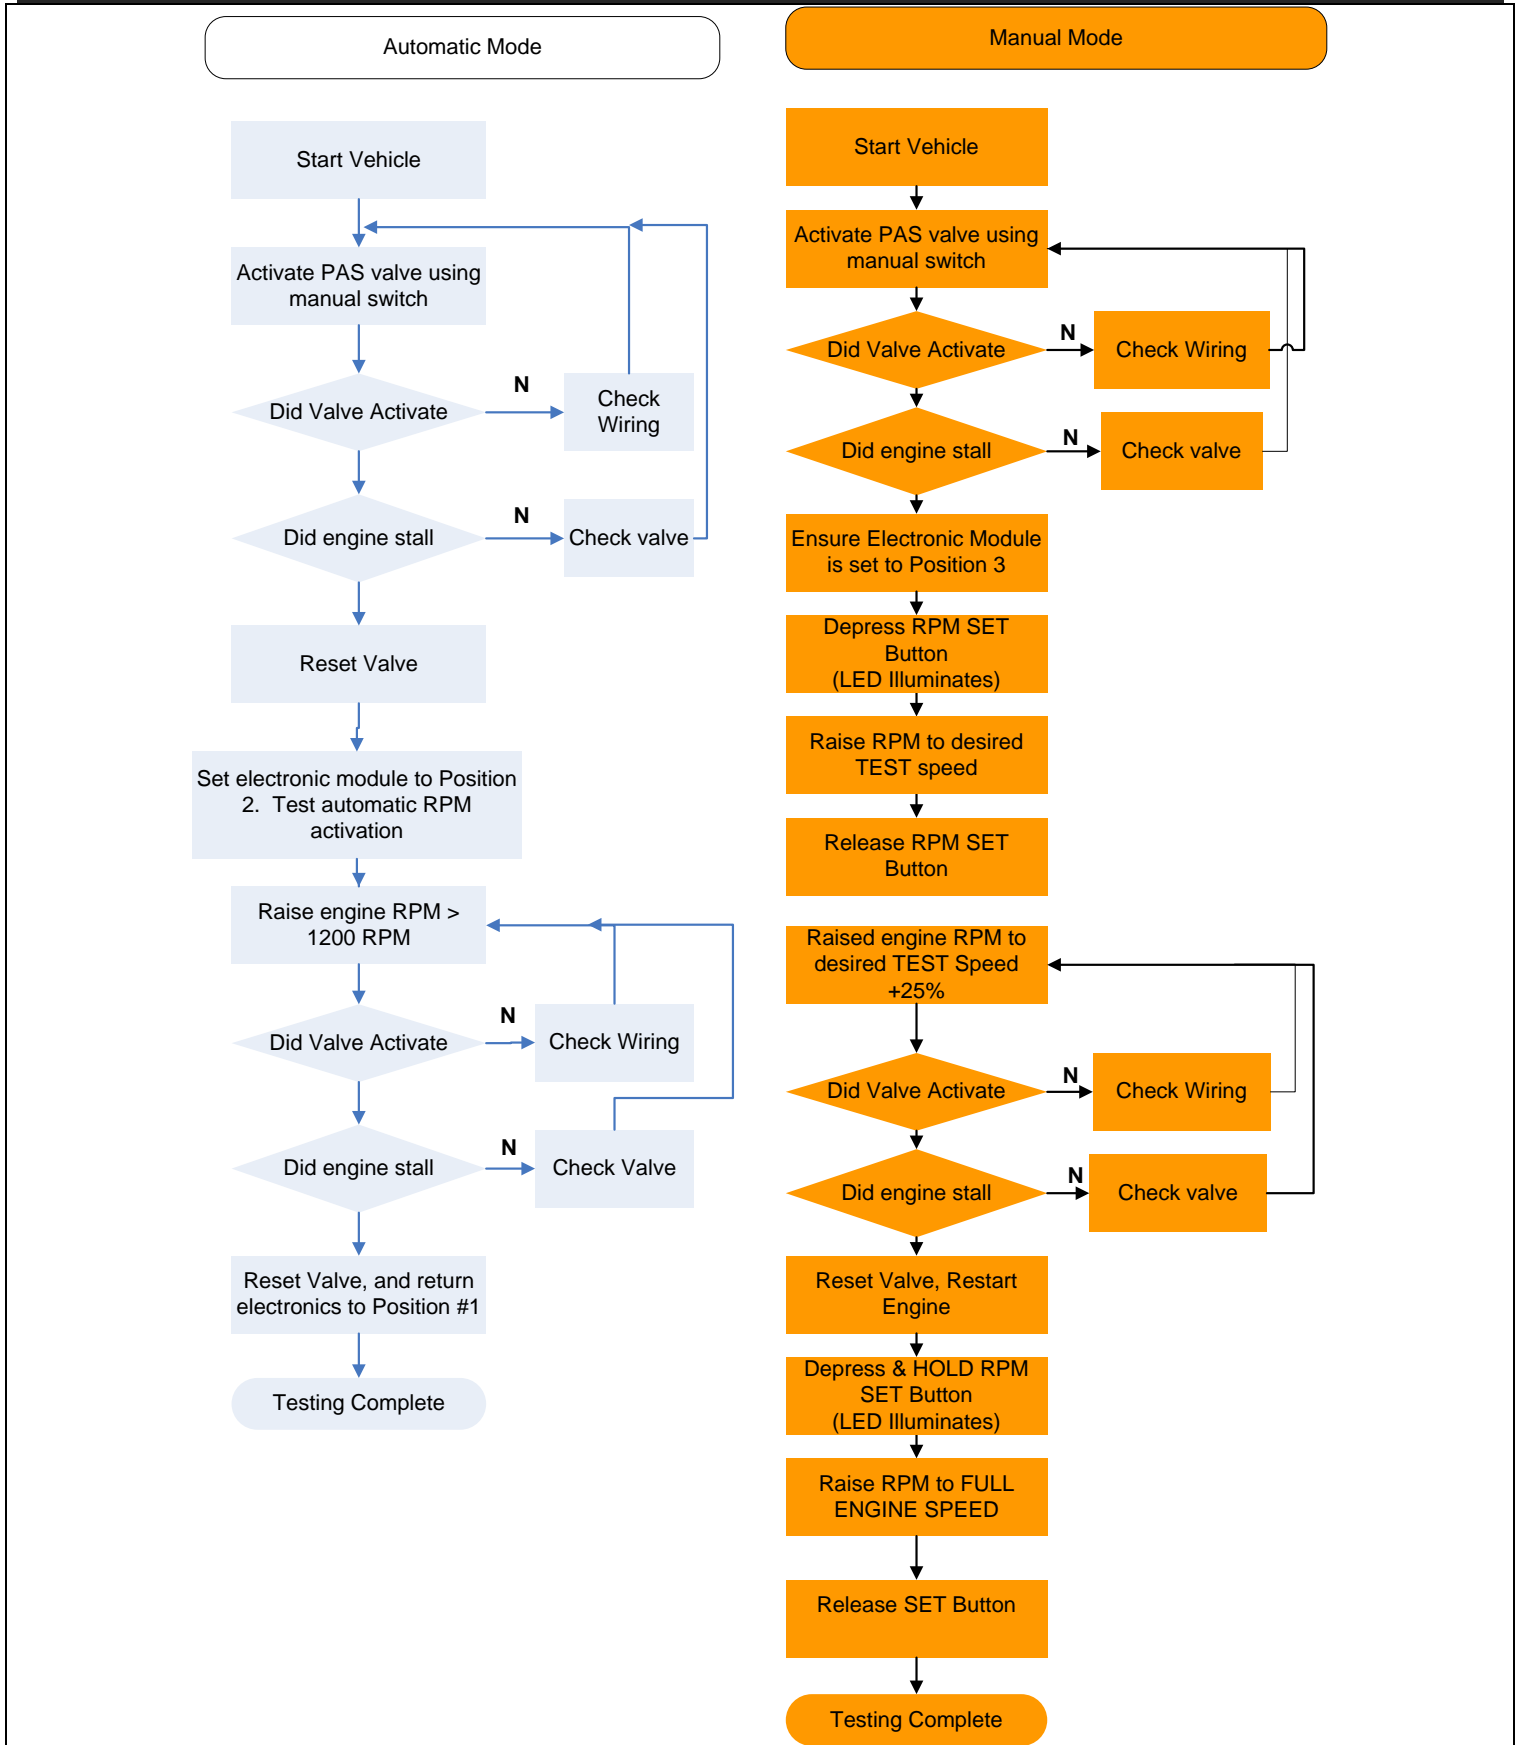 Automatic Mode
Start Vehicle
Activate PAS valve using
manual switch
Did Valve Activate
N
Check
Wiring
Did engine stall
N
Check valve
Reset Valve
Set electronic module to Position
2.  Test automatic RPM
activation
Raise engine RPM >
1200 RPM
Did Valve Activate
N
Check Wiring
Did engine stall
N
Check Valve
Reset Valve, and return
electronics to Position #1
Testing Complete
Manual Mode
Start Vehicle
Activate PAS valve using
manual switch
Did Valve Activate
N
Check Wiring
Did engine stall
N
Check valve
Ensure Electronic Module
is set to Position 3
Depress RPM SET
Button
(LED Illuminates)
Raise RPM to desired
TEST speed
Release RPM SET
Button
Raised engine RPM to
desired TEST Speed
+25%
Did Valve Activate
N
Check Wiring
Did engine stall
N
Check valve
Reset Valve, Restart
Engine
Depress & HOLD RPM
SET Button
(LED Illuminates)
Raise RPM to FULL
ENGINE SPEED
Release SET Button
Testing Complete